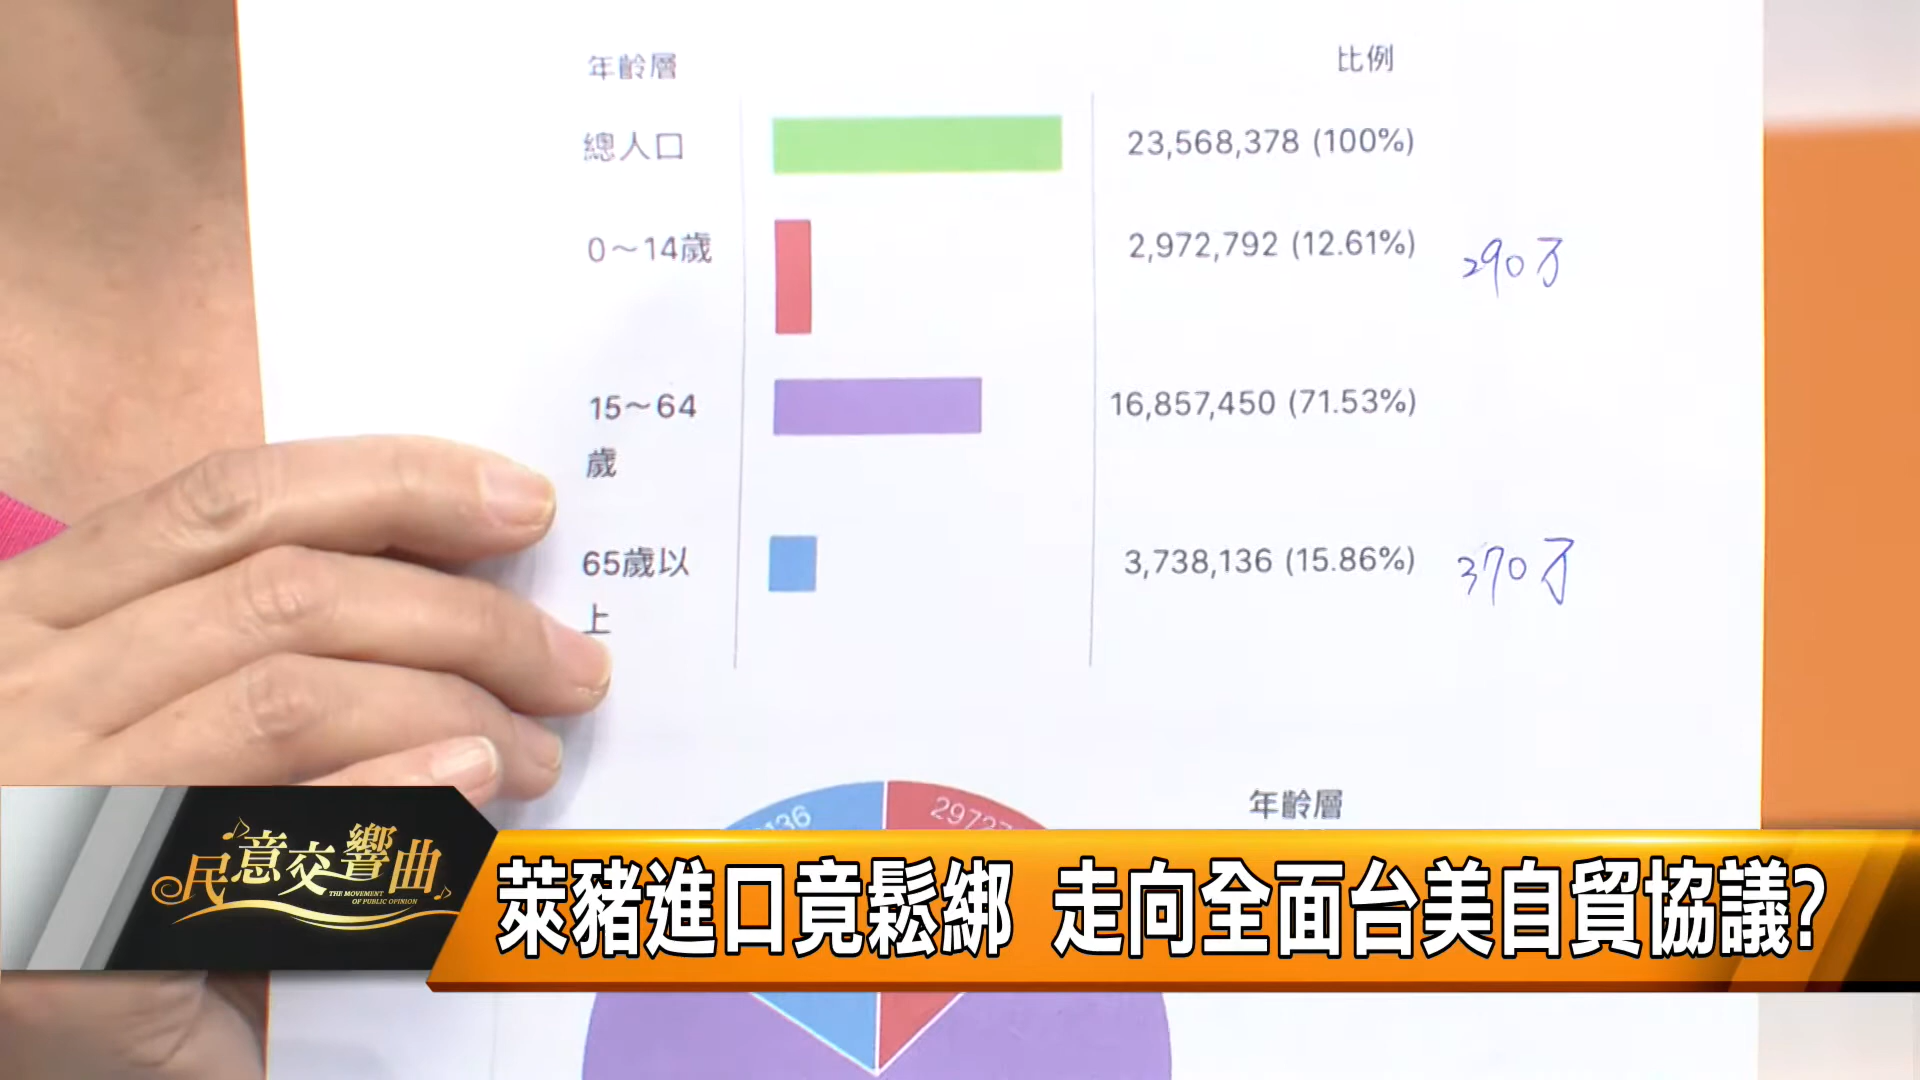 年齡層
比例
總人口
23,568,378 (100%)
0～14歲
2,972,792 (12.61%)
290万
15～64
歲
16,857,450 (71.53%)
65歲以
上
3,738,136 (15.86%)
370万
136
2972
年齡層
民意交響曲
THE MOVEMENT
OF PUBLIC OPINION
萊豬進口竟鬆綁 走向全面台美自貿協議?